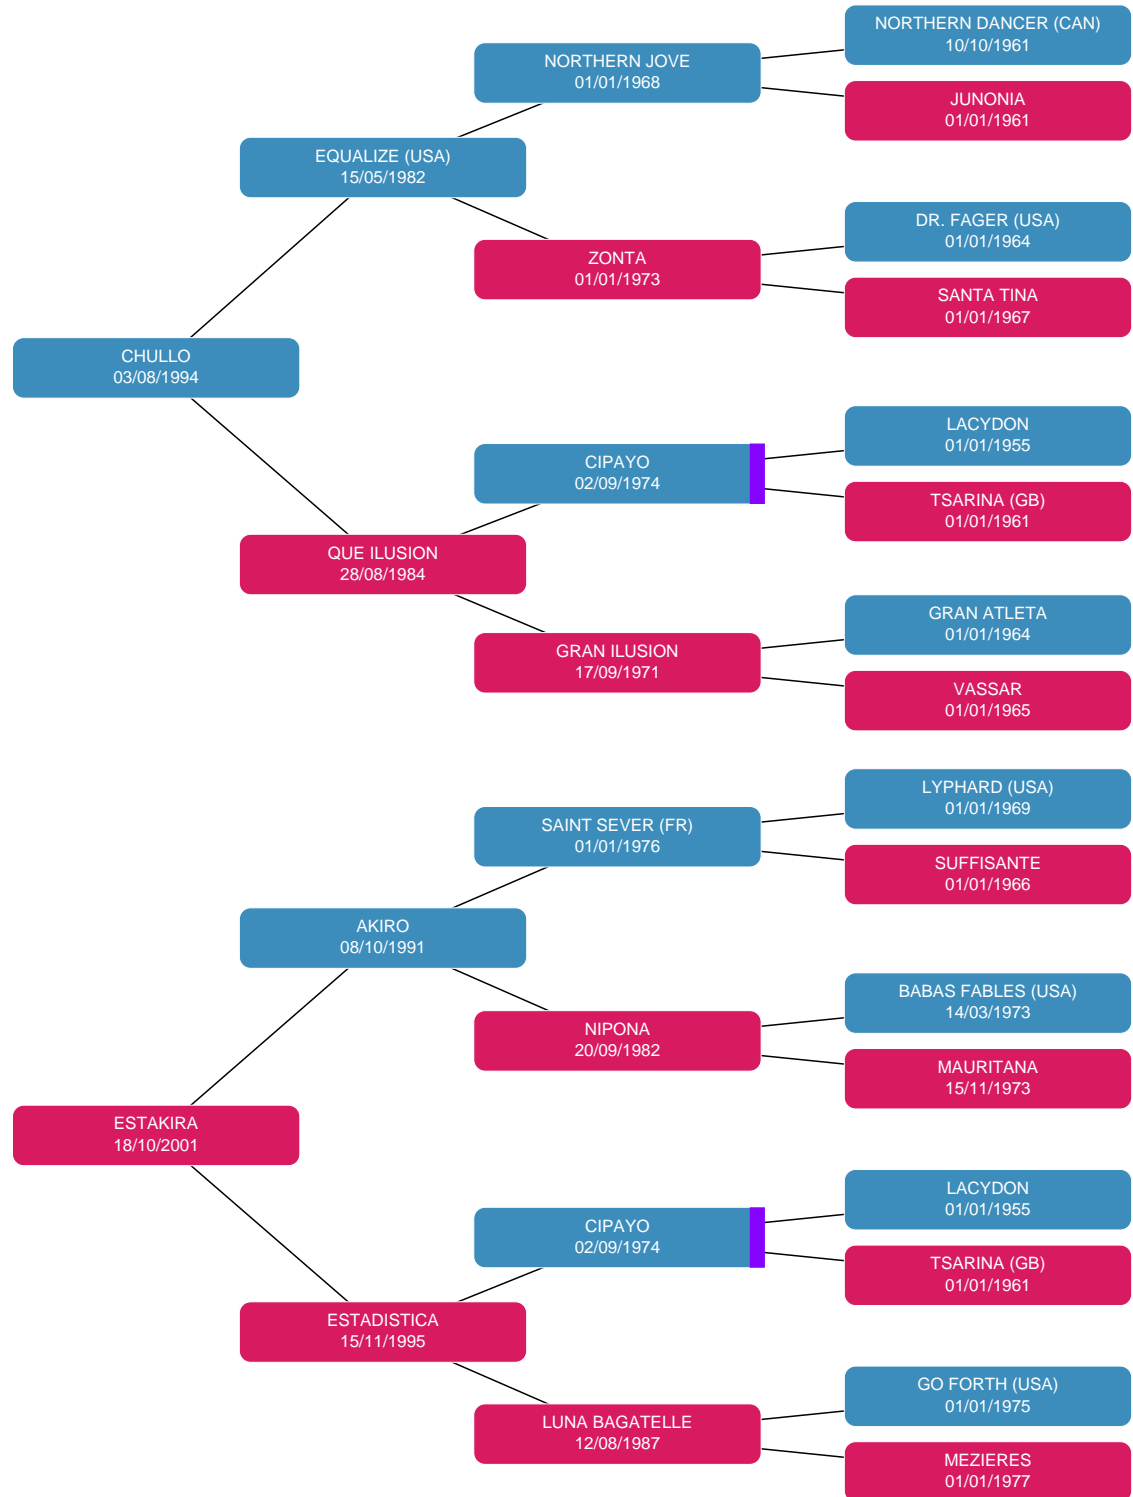 NORTHERN DANCER (CAN)
10/10/1961
NORTHERN JOVE
01/01/1968
JUNONIA
01/01/1961
EQUALIZE (USA)
15/05/1982
DR. FAGER (USA)
01/01/1964
ZONTA
01/01/1973
SANTA TINA
01/01/1967
CHULLO
03/08/1994
LACYDON
01/01/1955
CIPAYO
02/09/1974
TSARINA (GB)
01/01/1961
QUE ILUSION
28/08/1984
GRAN ATLETA
01/01/1964
GRAN ILUSION
17/09/1971
VASSAR
01/01/1965
LYPHARD (USA)
01/01/1969
SAINT SEVER (FR)
01/01/1976
SUFFISANTE
01/01/1966
AKIRO
08/10/1991
BABAS FABLES (USA)
14/03/1973
NIPONA
20/09/1982
MAURITANA
15/11/1973
ESTAKIRA
18/10/2001
LACYDON
01/01/1955
CIPAYO
02/09/1974
TSARINA (GB)
01/01/1961
ESTADISTICA
15/11/1995
GO FORTH (USA)
01/01/1975
LUNA BAGATELLE
12/08/1987
MEZIERES
01/01/1977